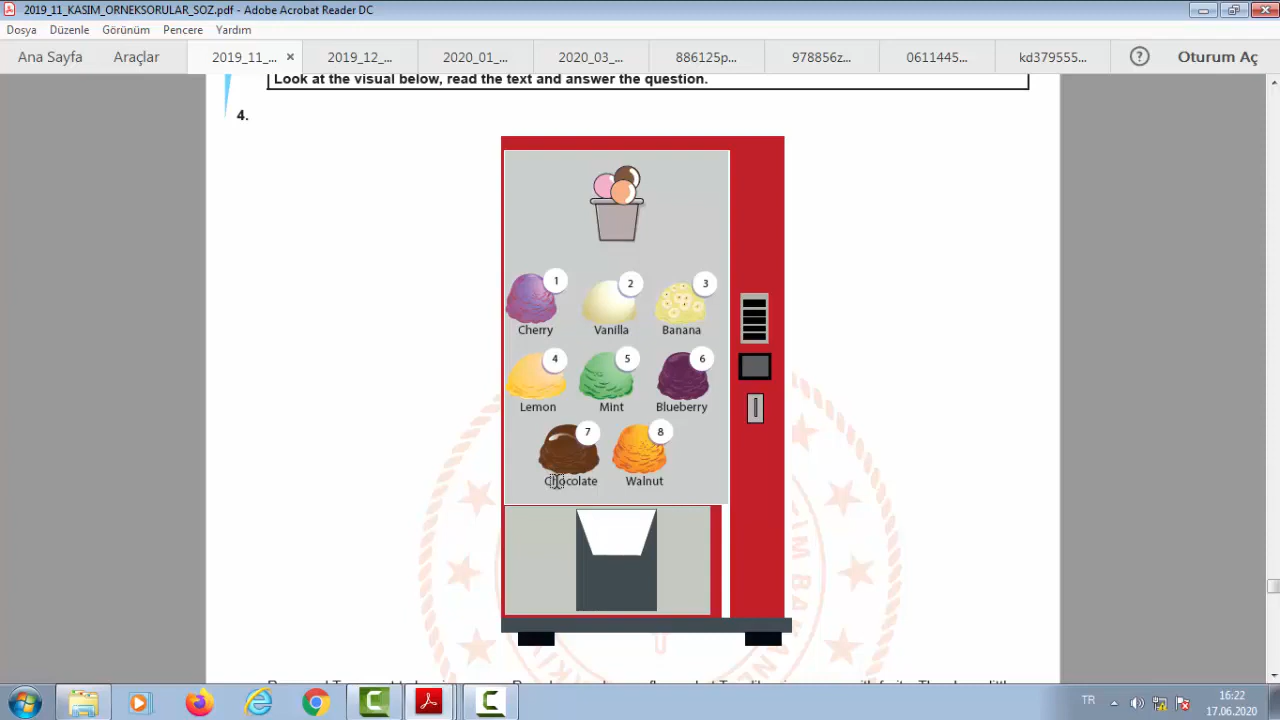 2019_11_KASIM_ORNEKSORULAR_SOZ.pdf - Adobe Acrobat Reader DC
Dosya Düzenle Görünüm Pencere Yardım
Ana Sayfa Araçlar 2019_11_... × 2019_12_... 2020_01_... 2020_03_... 886125p... 978856z... 0611445... kd379555... ? Oturum Aç
Look at the visual below, read the text and answer the question.
4.
1 2 3
Cherry Vanilla Banana
4 5 6
Lemon Mint Blueberry
7 8
Chocolate Walnut
TR 16:22
17.06.2020